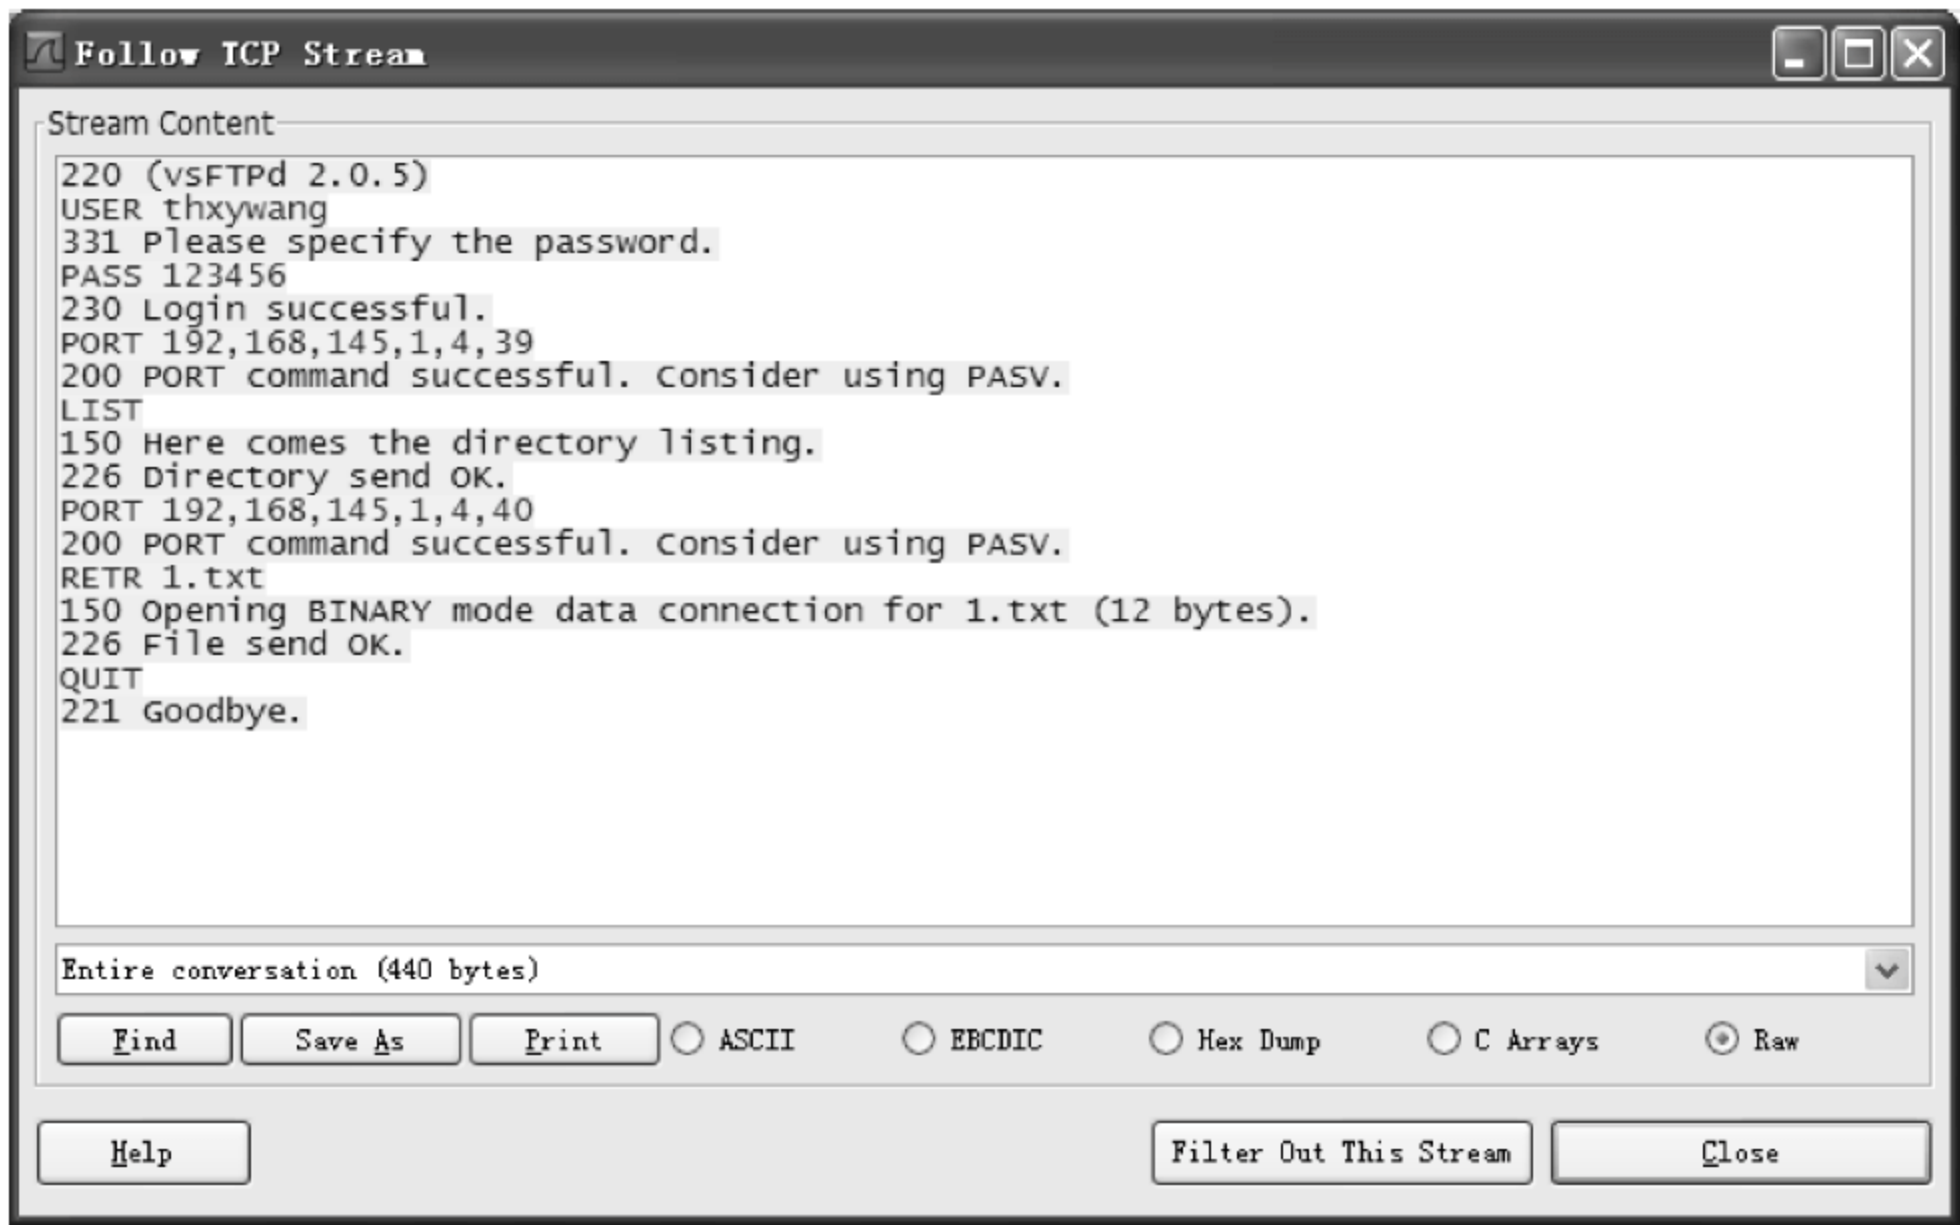 Follow TCP Stream
Stream Content
220 (vsFTPd 2.0.5)
USER thxywang
331 Please specify the password.
PASS 123456
230 Login successful.
PORT 192,168,145,1,4,39
200 PORT command successful. Consider using PASV.
LIST
150 Here comes the directory listing.
226 Directory send OK.
PORT 192,168,145,1,4,40
200 PORT command successful. Consider using PASV.
RETR 1.txt
150 Opening BINARY mode data connection for 1.txt (12 bytes).
226 File send OK.
QUIT
221 Goodbye.
Entire conversation (440 bytes)
Find Save As Print ASCII EBCDIC Hex Dump C Arrays Raw
Help Filter Out This Stream Close